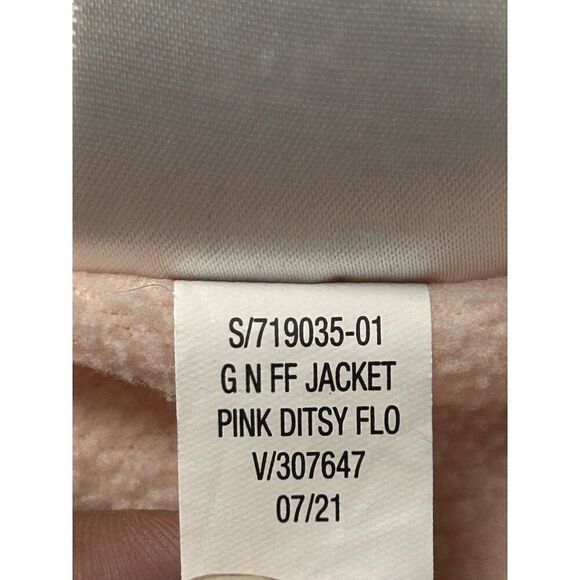 S/719035-01
G N FF JACKET
PINK DITSY FLO
V/307647
07/21